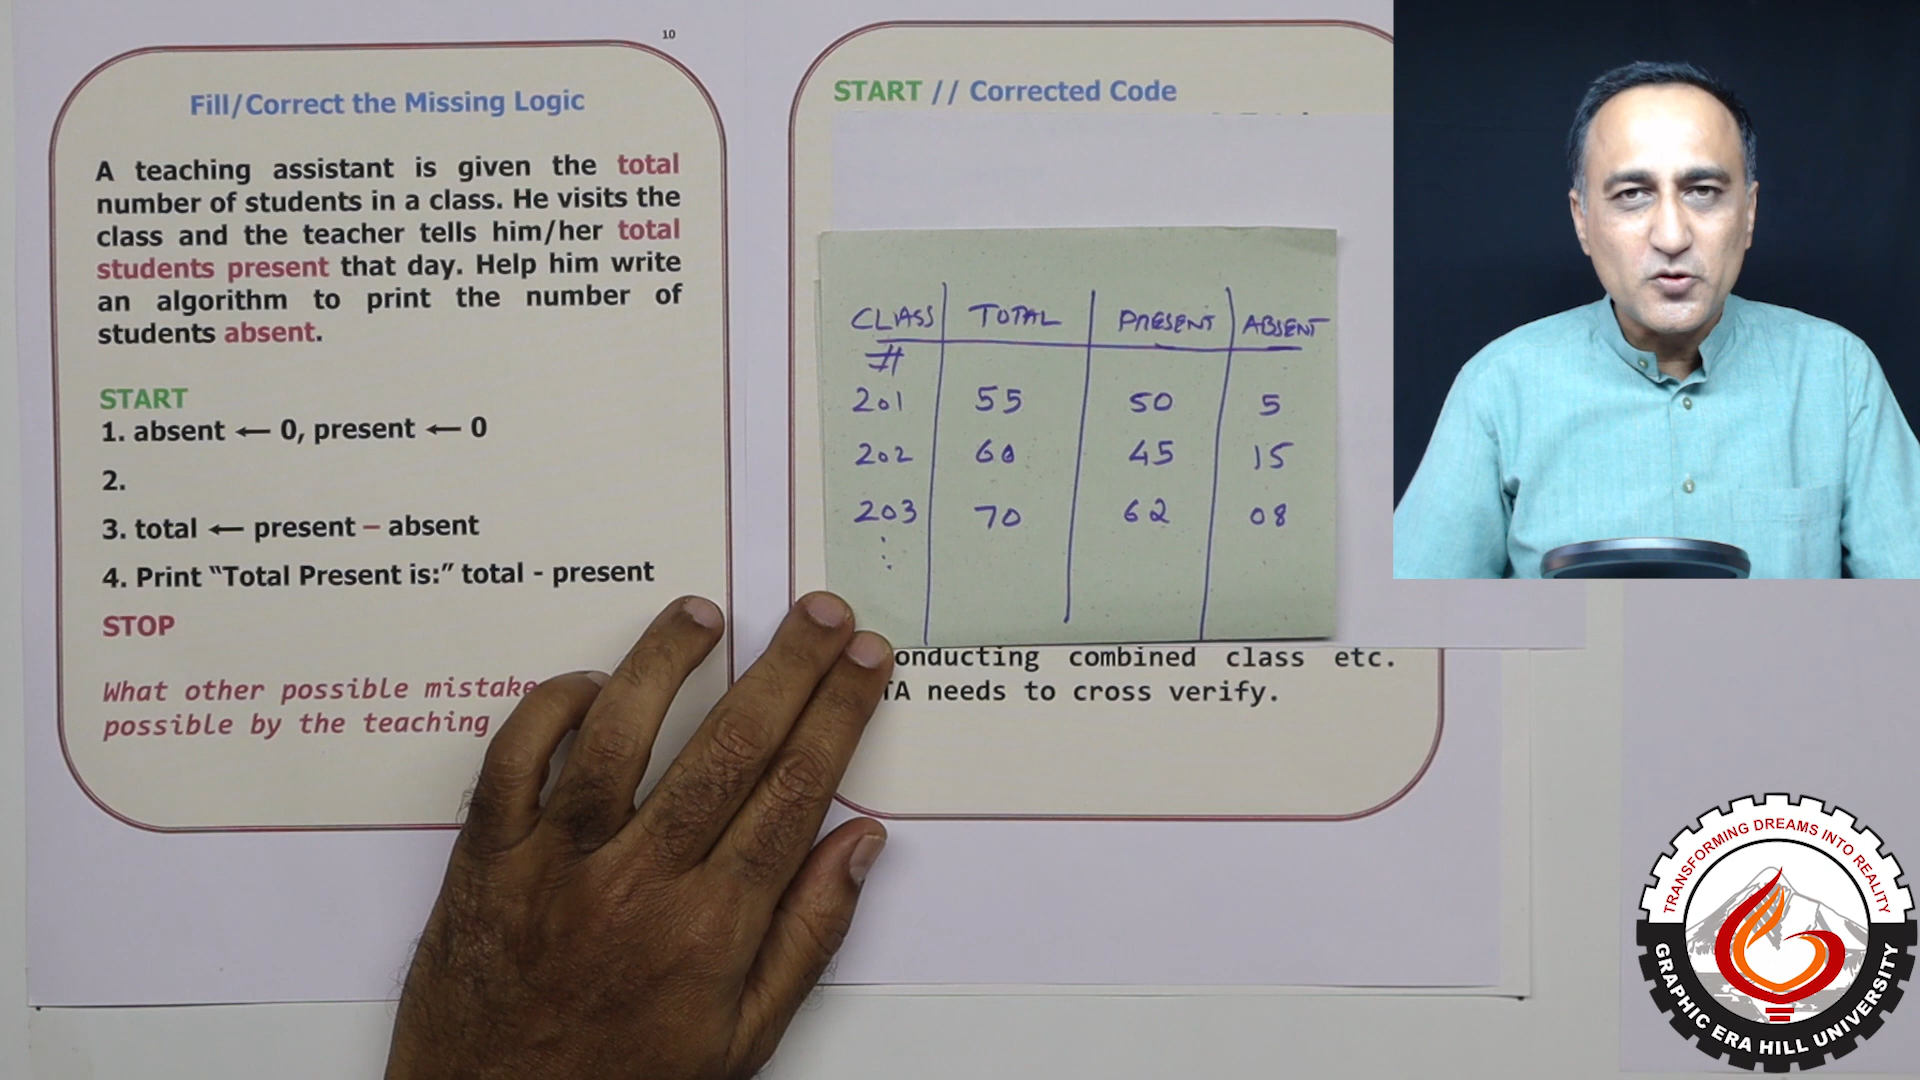 10
Fill/Correct the Missing Logic
A teaching assistant is given the total
number of students in a class. He visits the
class and the teacher tells him/her total
students present that day. Help him write
an algorithm to print the number of
students absent.
START
1. absent ← 0, present ← 0
2.
3. total ← present – absent
4. Print “Total Present is:” total - present
STOP
What other possible mistake
possible by the teaching
START // Corrected Code
CLASS TOTAL PRESENT ABSENT
#
201 55 50 5
202 60 45 15
203 70 62 08
onducting combined class etc.
TA needs to cross verify.
TRANSFORMING DREAMS INTO REALITY
GRAPHIC ERA HILL UNIVERSITY